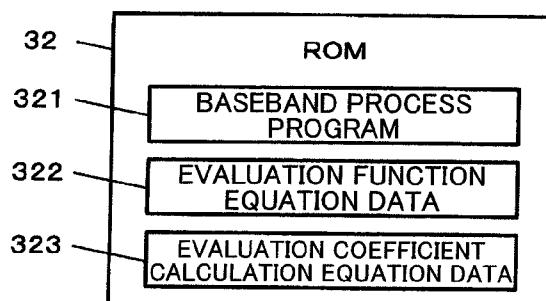 32
ROM
321
BASEBAND PROCESS
PROGRAM
322
EVALUATION FUNCTION
EQUATION DATA
323
EVALUATION COEFFICIENT
CALCULATION EQUATION DATA